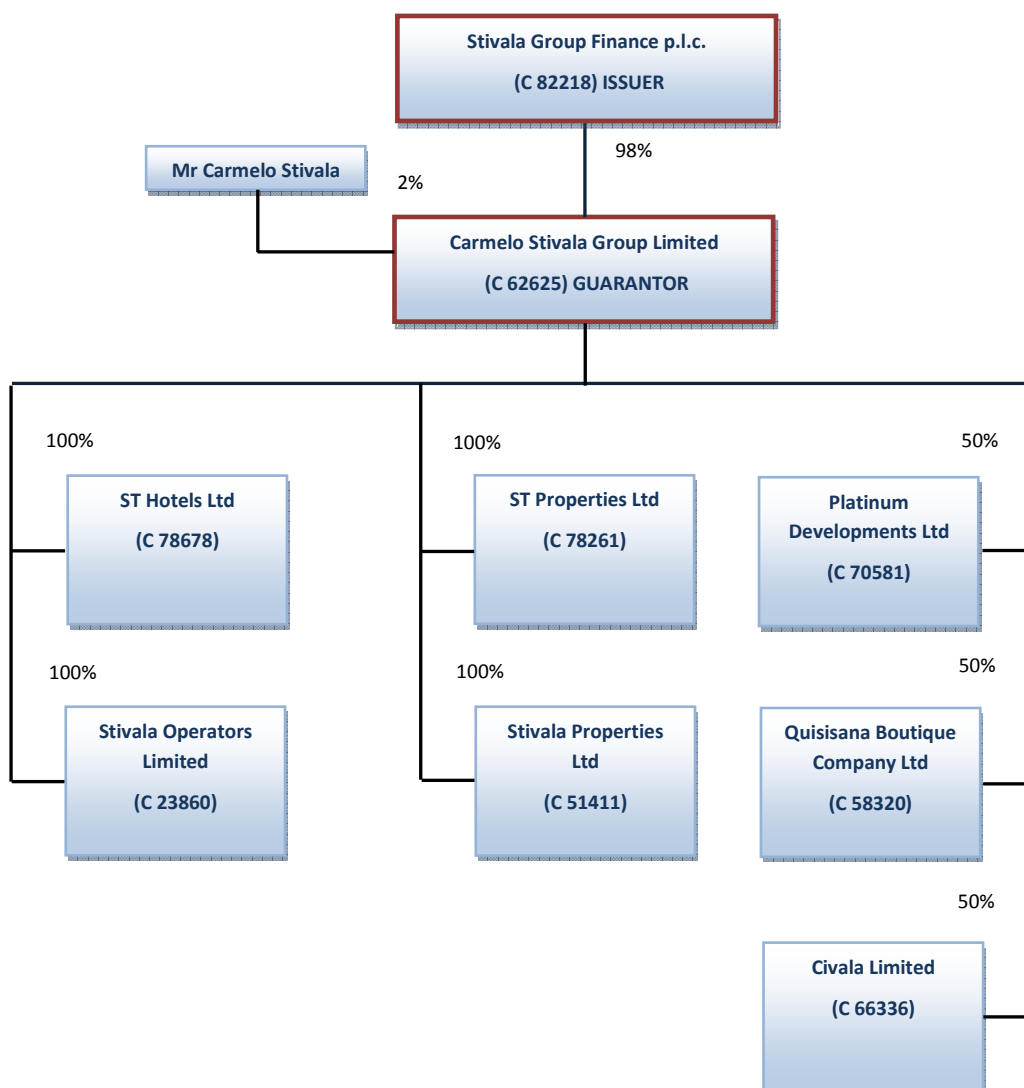 Stivala Group Finance p.l.c.
(C 82218) ISSUER
98%
Mr Carmelo Stivala
2%
Carmelo Stivala Group Limited
(C 62625) GUARANTOR
100%
100%
50%
ST Hotels Ltd
(C 78678)
ST Properties Ltd
(C 78261)
Platinum
Developments Ltd
(C 70581)
100%
100%
50%
Stivala Operators
Limited
(C 23860)
Stivala Properties
Ltd
(C 51411)
Quisisana Boutique
Company Ltd
(C 58320)
50%
Civala Limited
(C 66336)